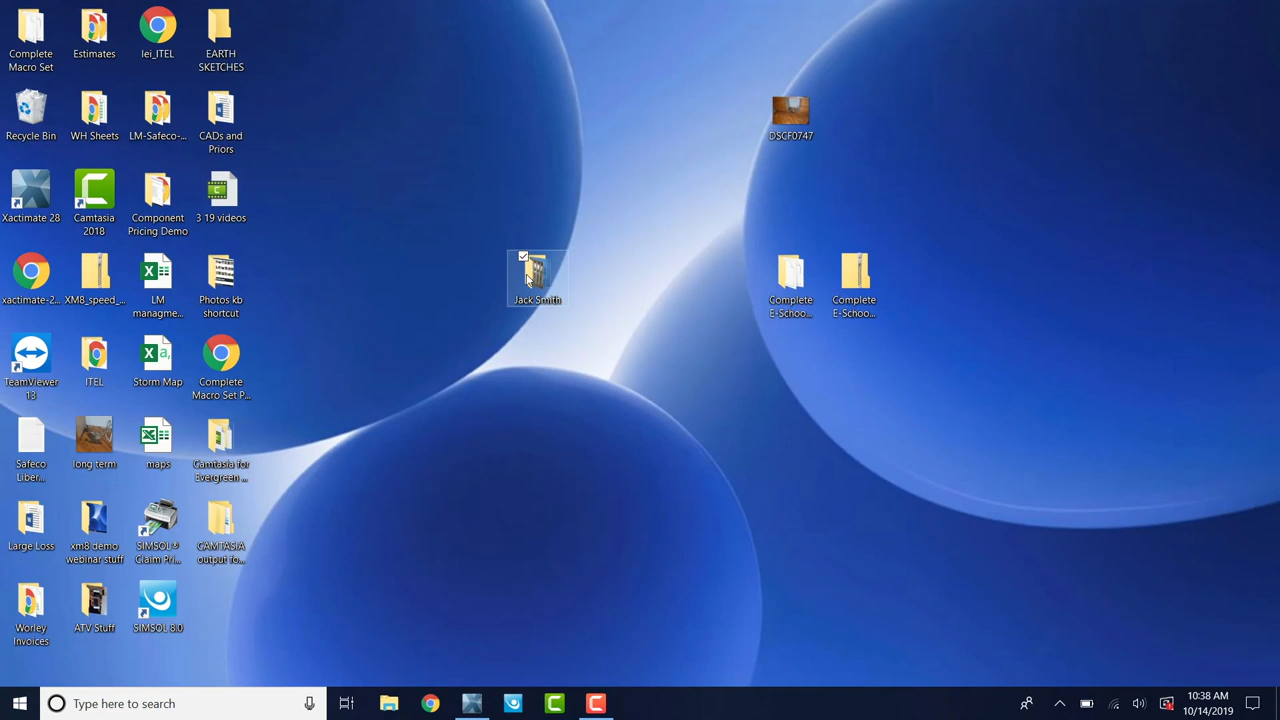 Complete
Macro Set
Estimates
lei_ITEL
EARTH
SKETCHES
DSCF0747
Recycle Bin
WH Sheets
LM-Safeco-...
CADs and
Priors
Xactimate 28
Camtasia
2018
Component
Pricing Demo
3 19 videos
Jack Smith
Complete
E-Schoo...
Complete
E-Schoo...
xactimate-2...
XM8_speed_...
LM
managme...
Photos kb
shortcut
TeamViewer
13
ITEL
Storm Map
Complete
Macro Set P...
Safeco
Liber...
long term
maps
Camtasia for
Evergreen ...
Large Loss
xm8 demo
webinar stuff
SIMSOL®
Claim Pri...
CAMTASIA
output fo...
Worley
Invoices
ATV Stuff
SIMSOL 8.0
Type here to search
10:38 AM
10/14/2019